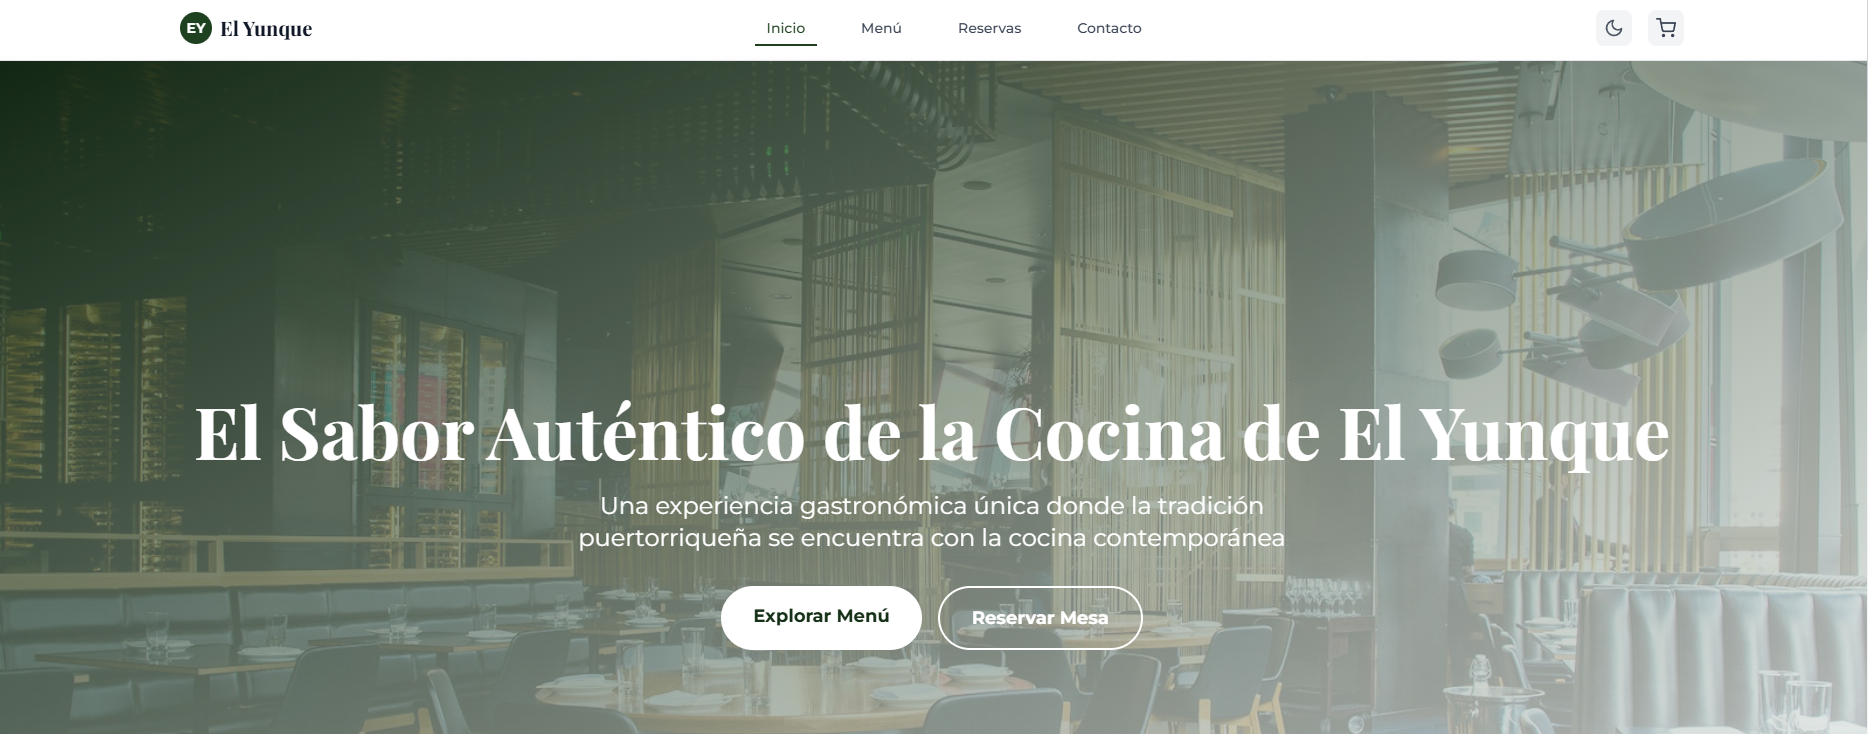 EY El Yunque
Inicio Menú Reservas Contacto
El Sabor Auténtico de la Cocina de El Yunque
Una experiencia gastronómica única donde la tradición
puertorriqueña se encuentra con la cocina contemporánea
Explorar Menú Reservar Mesa